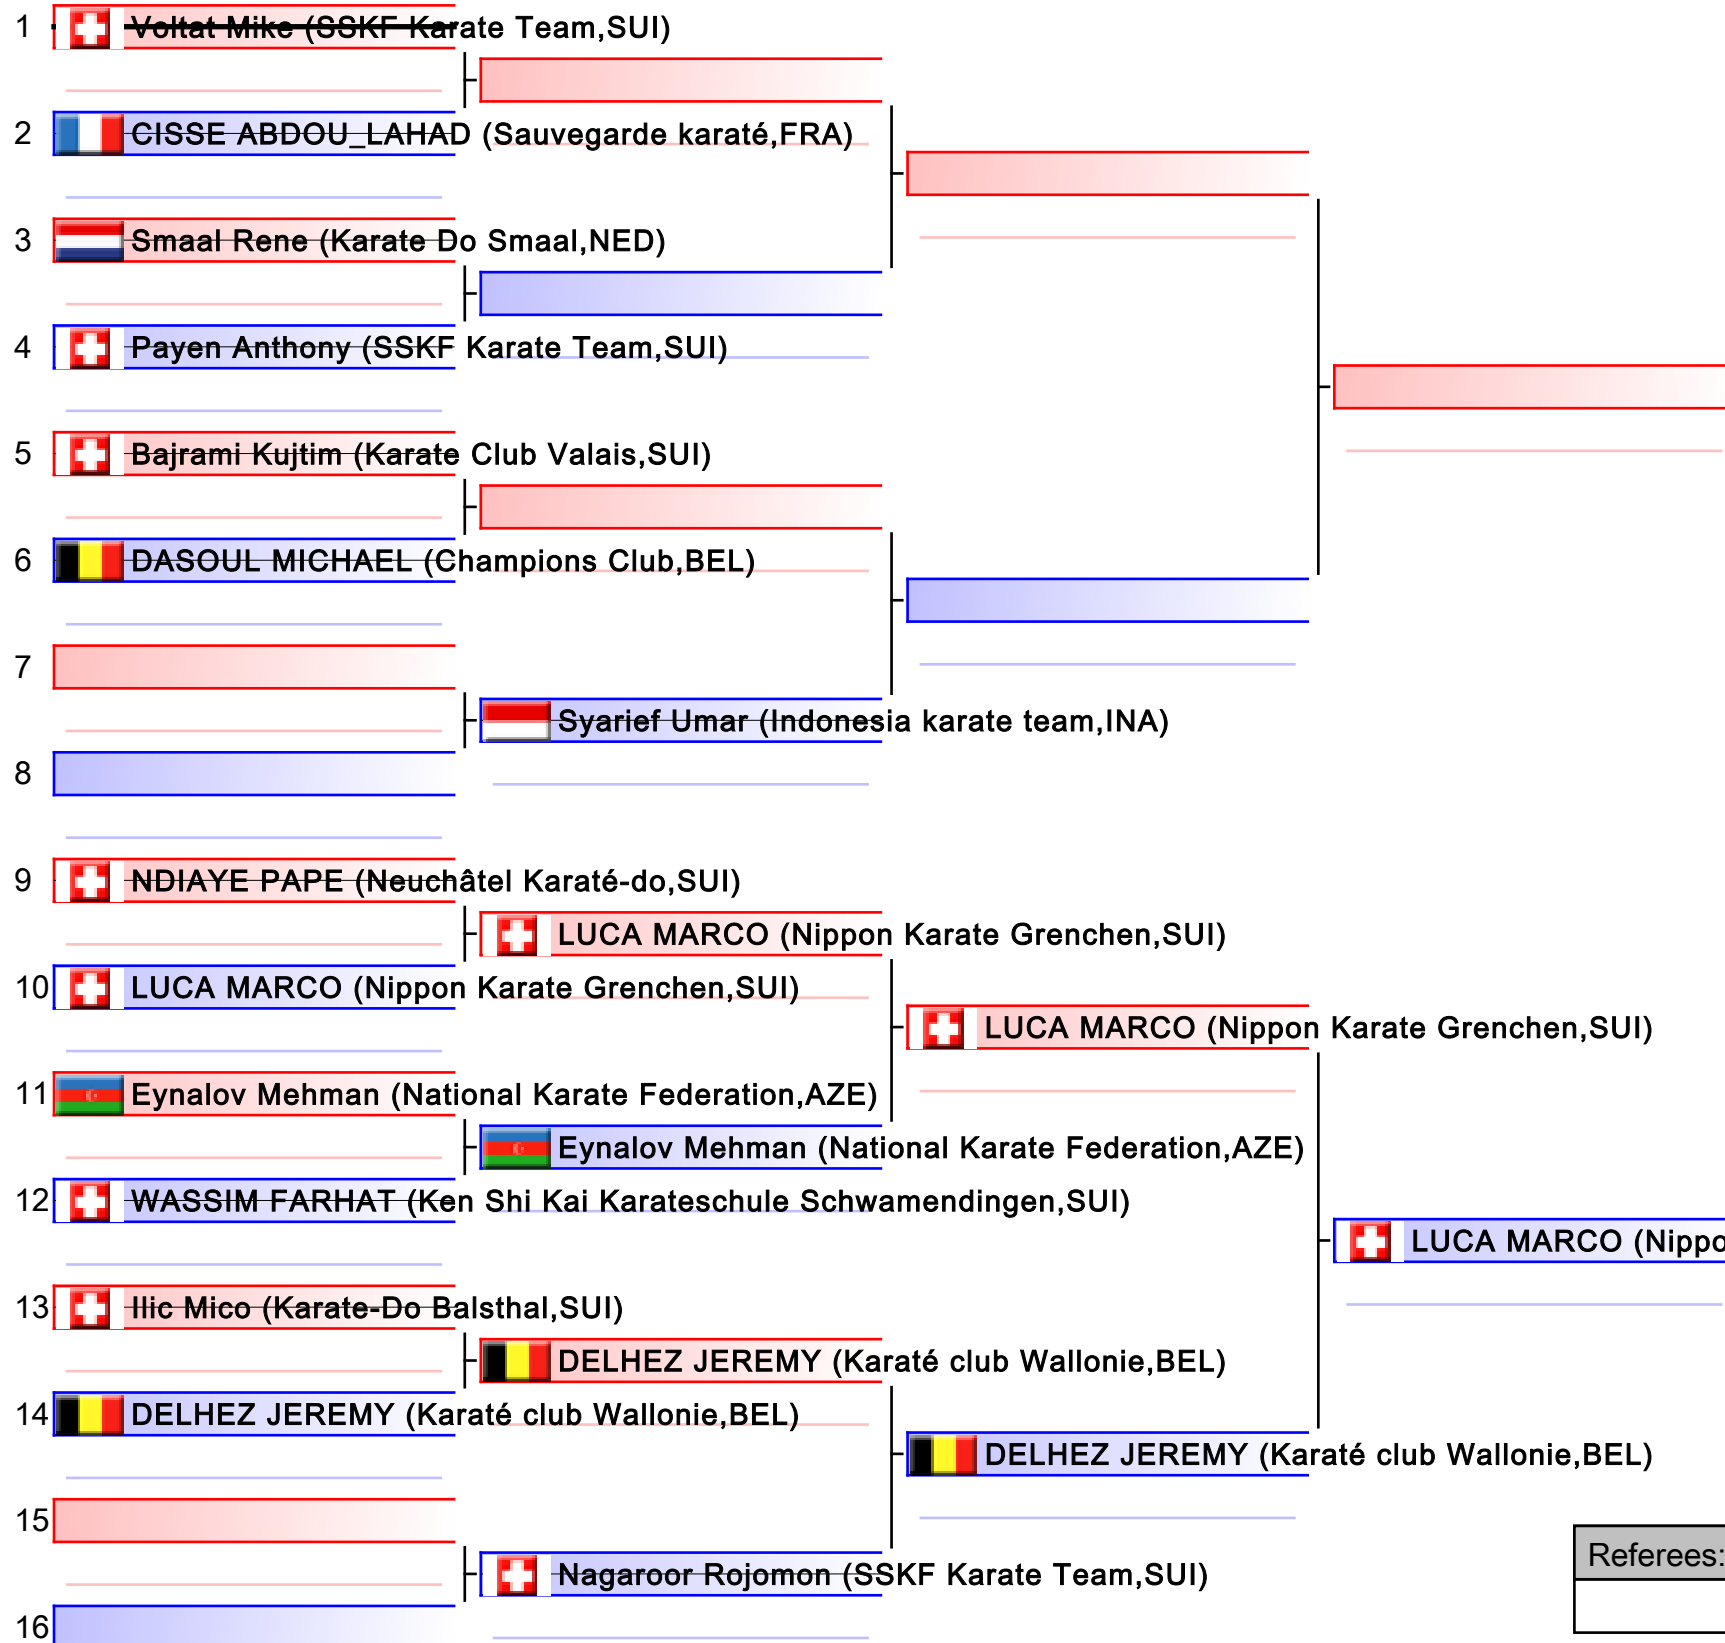 1 Voltat Mike (SSKF Karate Team,SUI)
2 CISSE ABDOU_LAHAD (Sauvegarde karaté,FRA)
3 Smaal Rene (Karate Do Smaal,NED)
4 Payen Anthony (SSKF Karate Team,SUI)
5 Bajrami Kujtim (Karate Club Valais,SUI)
6 DASOUL MICHAEL (Champions Club,BEL)
7
Syarief Umar (Indonesia karate team,INA)
8
9 NDIAYE PAPE (Neuchâtel Karaté-do,SUI)
LUCA MARCO (Nippon Karate Grenchen,SUI)
10 LUCA MARCO (Nippon Karate Grenchen,SUI)
LUCA MARCO (Nippon Karate Grenchen,SUI)
11 Eynalov Mehman (National Karate Federation,AZE)
Eynalov Mehman (National Karate Federation,AZE)
12 WASSIM FARHAT (Ken Shi Kai Karateschule Schwamendingen,SUI)
LUCA MARCO (Nippo
13 Ilic Mico (Karate-Do Balsthal,SUI)
DELHEZ JEREMY (Karaté club Wallonie,BEL)
14 DELHEZ JEREMY (Karaté club Wallonie,BEL)
DELHEZ JEREMY (Karaté club Wallonie,BEL)
15
Referees:
Nagaroor Rojomon (SSKF Karate Team,SUI)
16